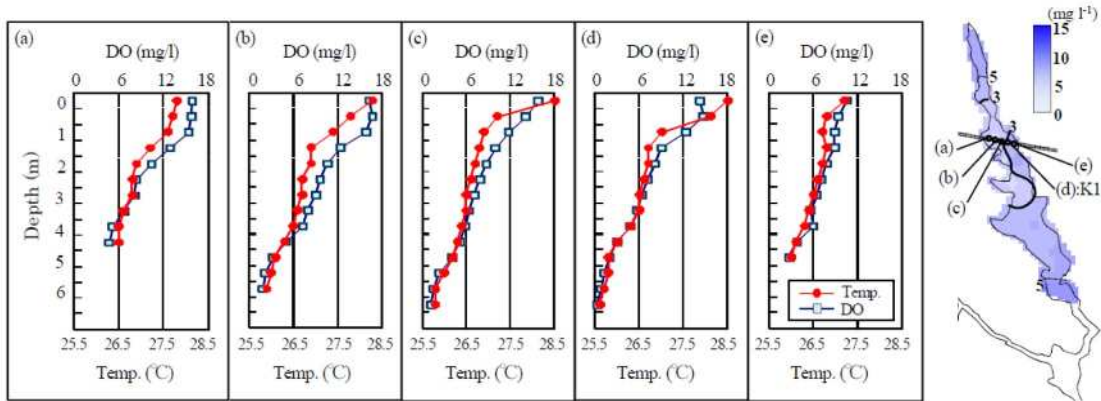 (a)
DO (mg/l)
0 6 12 18
(b)
DO (mg/l)
0 6 12 18
(c)
DO (mg/l)
0 6 12 18
(d)
DO (mg/l)
0 6 12 18
(e)
DO (mg/l)
0 6 12 18
Depth (m)
0
1
2
3
4
5
6
25.5 26.5 27.5 28.5
Temp. (℃)
25.5 26.5 27.5 28.5
Temp. (℃)
25.5 26.5 27.5 28.5
Temp. (℃)
25.5 26.5 27.5 28.5
Temp. (℃)
25.5 26.5 27.5 28.5
Temp. (℃)
Temp.
DO
(mg l-1)
15
10
5
0
5
3
3
(a)
(b)
(c)
(e)
(d):K1
5